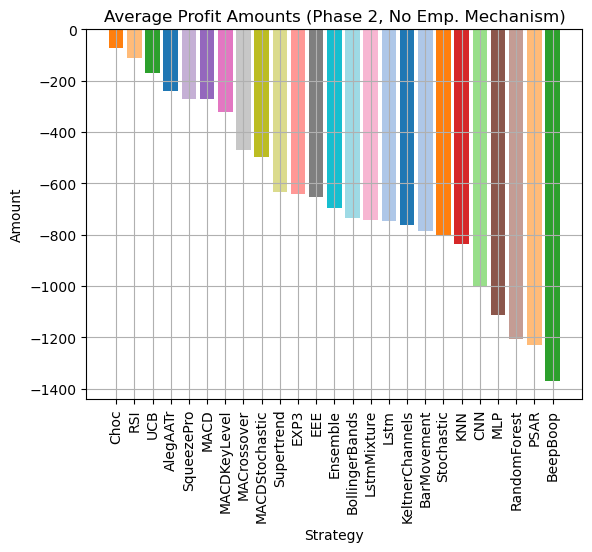 Average Profit Amounts (Phase 2, No Emp. Mechanism)
0
−200
−400
−600
−800
−1000
−1200
−1400
Amount
Choc
RSI
UCB
AlegAATr
SqueezePro
MACD
MACDKeyLevel
MACrossover
MACDStochastic
Supertrend
EXP3
EEE
Ensemble
BollingerBands
LstmMixture
Lstm
KeltnerChannels
BarMovement
Stochastic
KNN
CNN
MLP
RandomForest
PSAR
BeepBoop
Strategy